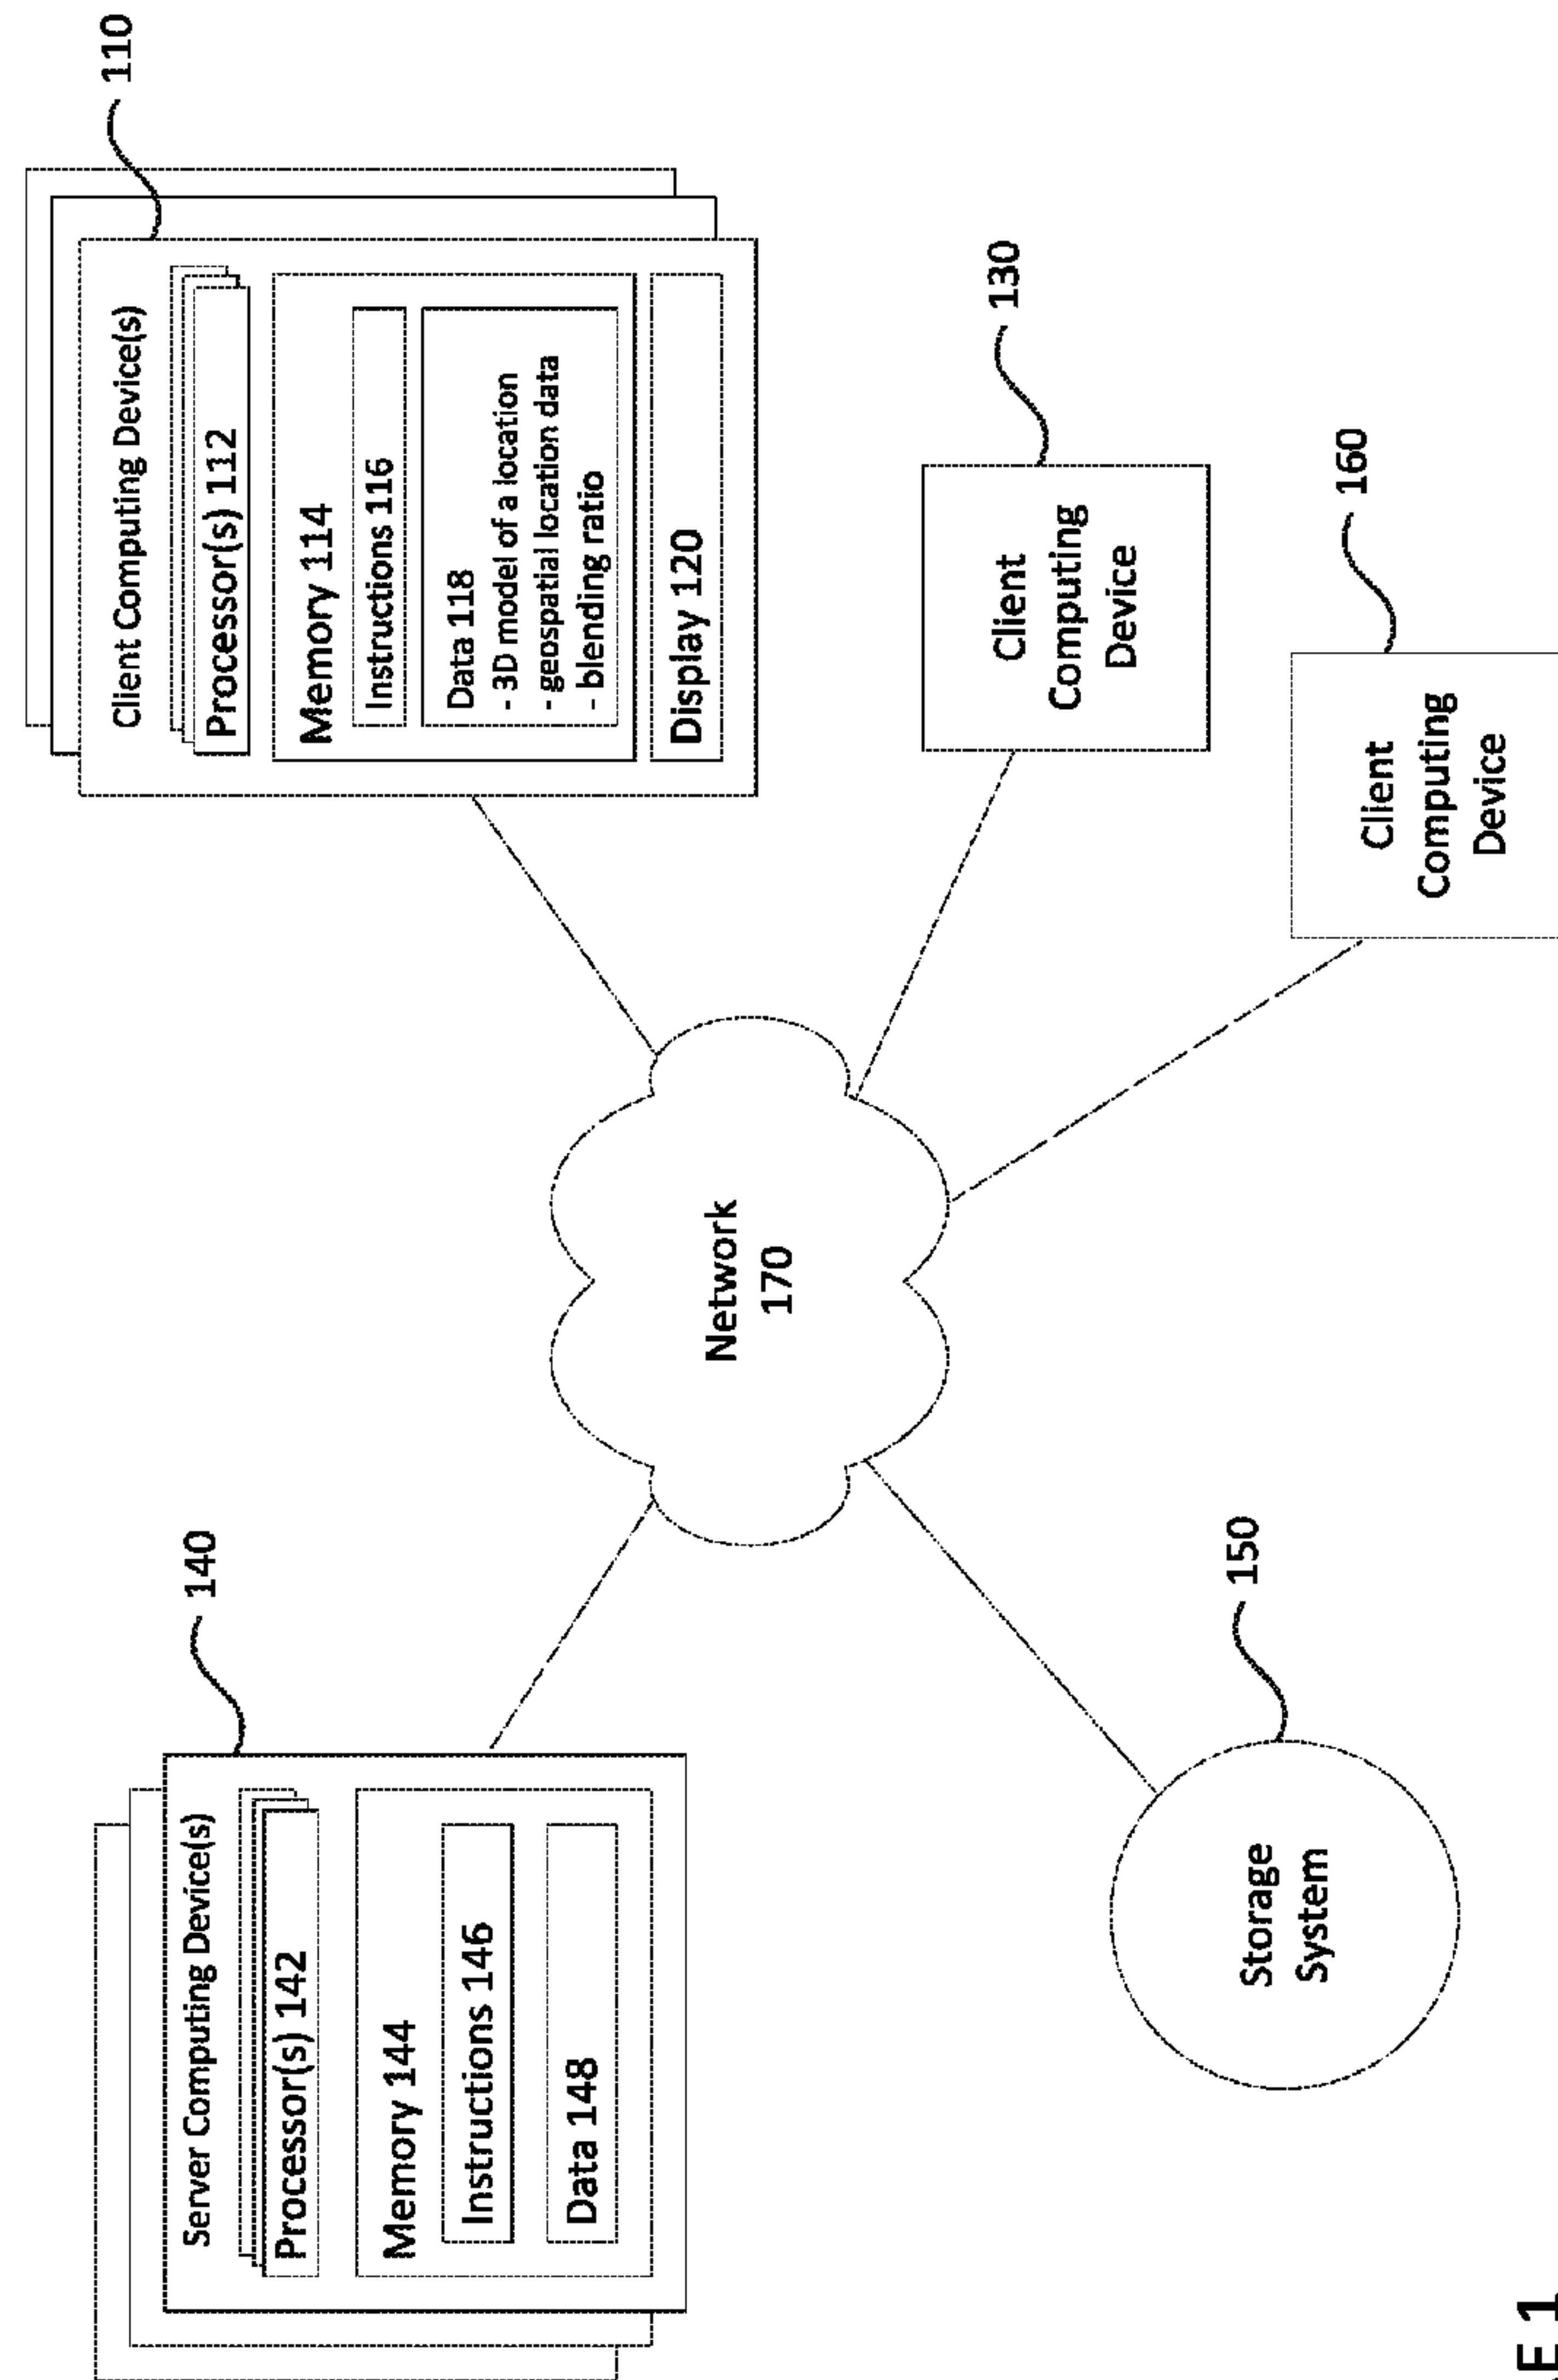 140
Server Computing Device(s)
Processor(s) 142
Memory 144
Instructions 146
Data 148
110
Client Computing Device(s)
Processor(s) 112
Memory 114
Instructions 116
Data 118
- 3D model of a location
- geospatial location data
- blending ratio
Display 120
Network
170
130
Client
Computing
Device
160
Client
Computing
Device
150
Storage
System
E 1